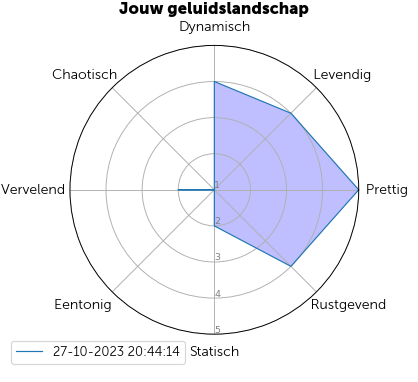 Jouw geluidslandschap
Dynamisch
Chaotisch
Levendig
Vervelend
1
Prettig
2
3
Eentonig
4
Rustgevend
5
27-10-2023 20:44:14
Statisch